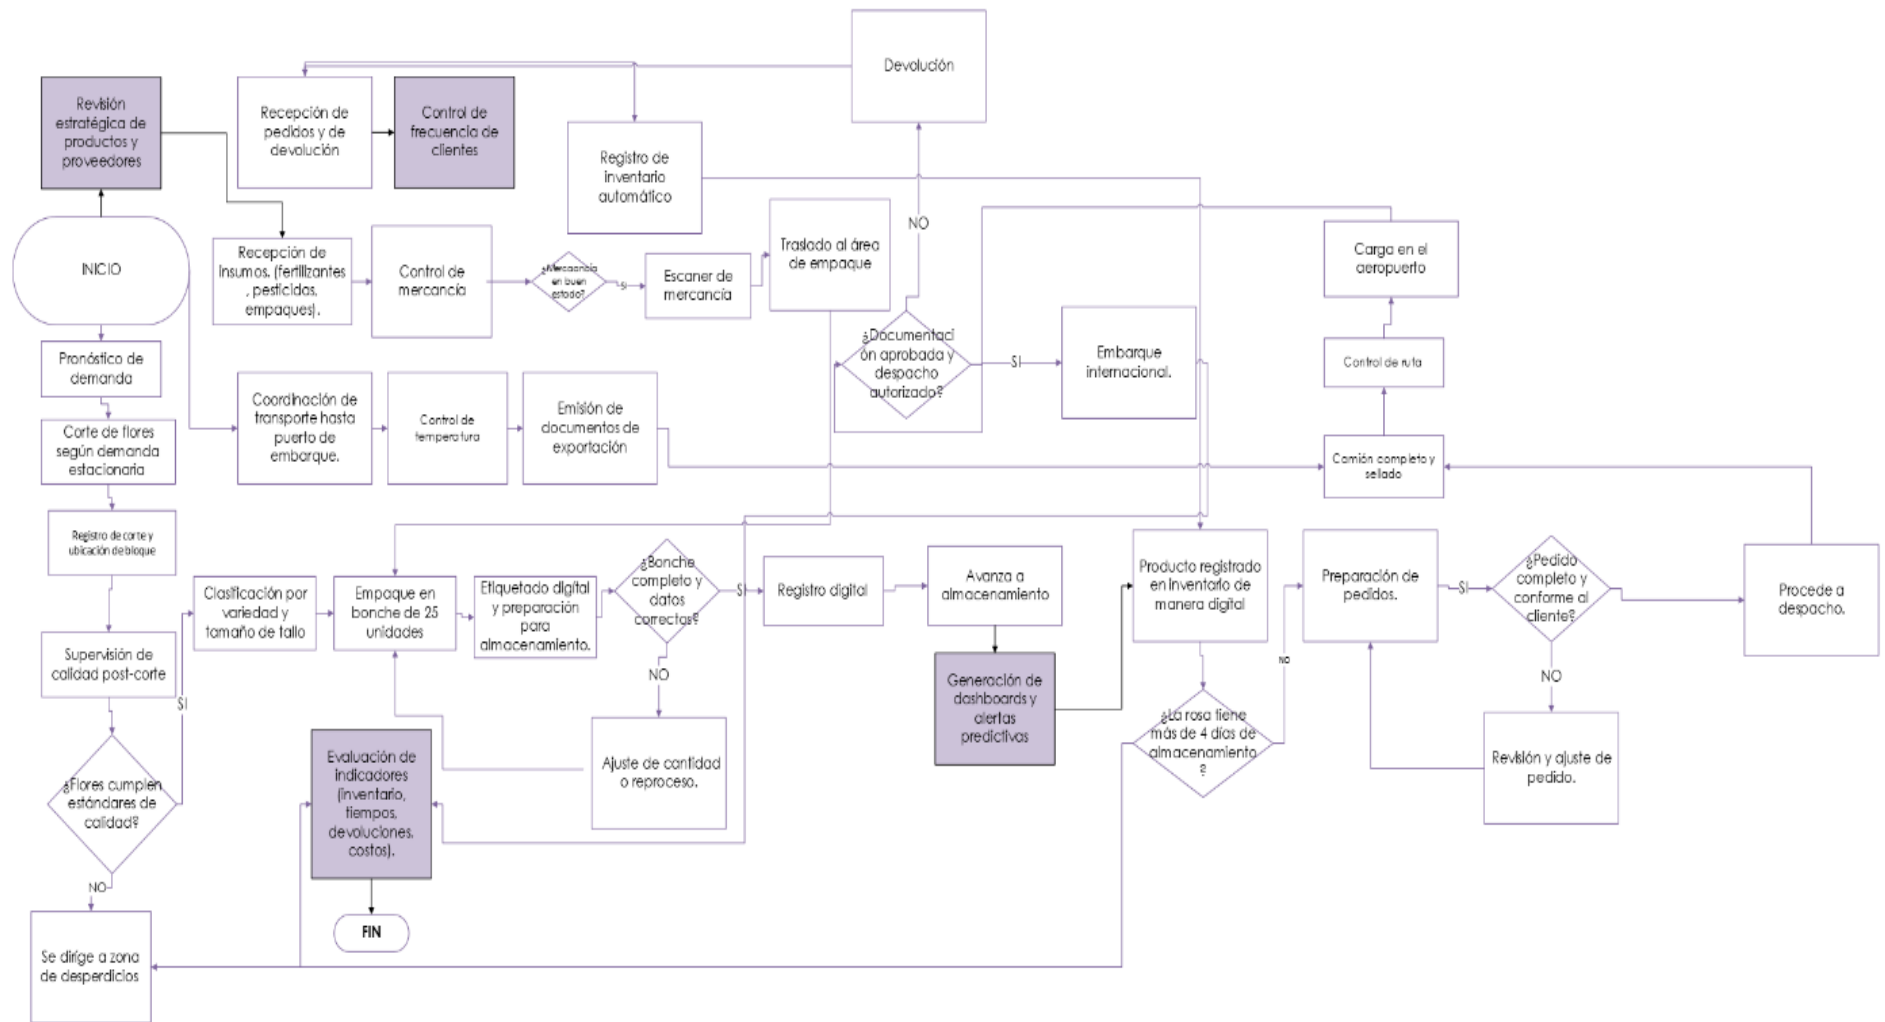 Devolución
Revisión
estratégica de
productos y
proveedores
Recepción de
pedidos y de
devolución
Control de
frecuencia de
clientes
Registro de
inventario
automático
NO
INICIO
Recepción de
insumos. (fertilizantes
, pesticidas,
empaques).
Control de
mercancía
¿Mercaancía
en buen
estado?
SI
Escaner de
mercancía
Traslado al área
de empaque
Carga en el
aeropuerto
¿Documentaci
ón aprobada y
despacho
autorizado?
SI
Embarque
internacional.
Control de ruta
Pronóstico de
demanda
Coordinación de
transporte hasta
puerto de
embarque.
Control de
temperatura
Emisión de
documentos de
exportación
Corte de flores
según demanda
estacionaria
Camión completo y
sellado
Registro de corte y
ubicación de bloque
Clasificación por
variedad y
tamaño de tallo
Empaque en
bonche de 25
unidades
Etiquetado digital
y preparación
para
almacenamiento.
¿Bonche
completo y
datos
correctos?
SI
Registro digital
Avanza a
almacenamiento
Producto registrado
en inventario de
manera digital
Preparación de
pedidos.
SI
¿Pedido
completo y
conforme al
cliente?
Procede a
despacho.
Supervisión de
calidad post-corte
SI
NO
NO
NO
Generación de
dashboards y
alertas
predictivas
¿La rosa tiene
más de 4 días de
almacenamiento
?
Revisión y ajuste de
pedido.
¿Flores cumplen
estándares de
calidad?
Evaluación de
indicadores
(inventario,
tiempos,
devoluciones,
costos).
Ajuste de cantidad
o reproceso.
NO
FIN
Se dirige a zona
de desperdicios